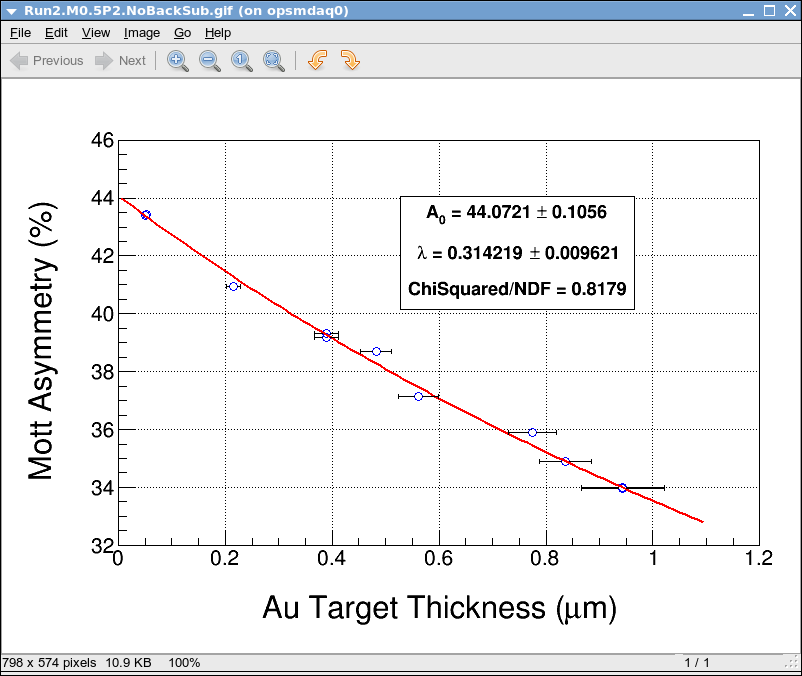 Run2.M0.5P2.NoBackSub.gif (on opsmdaq0)
File Edit View Image Go Help
Previous Next
46
44
42
40
38
36
34
32
0 0.2 0.4 0.6 0.8 1 1.2
A0 = 44.0721 ± 0.1056
λ = 0.314219 ± 0.009621
ChiSquared/NDF = 0.8179
Mott Asymmetry (%)
Au Target Thickness (μm)
798 x 574 pixels 10.9 KB 100% 1 / 1